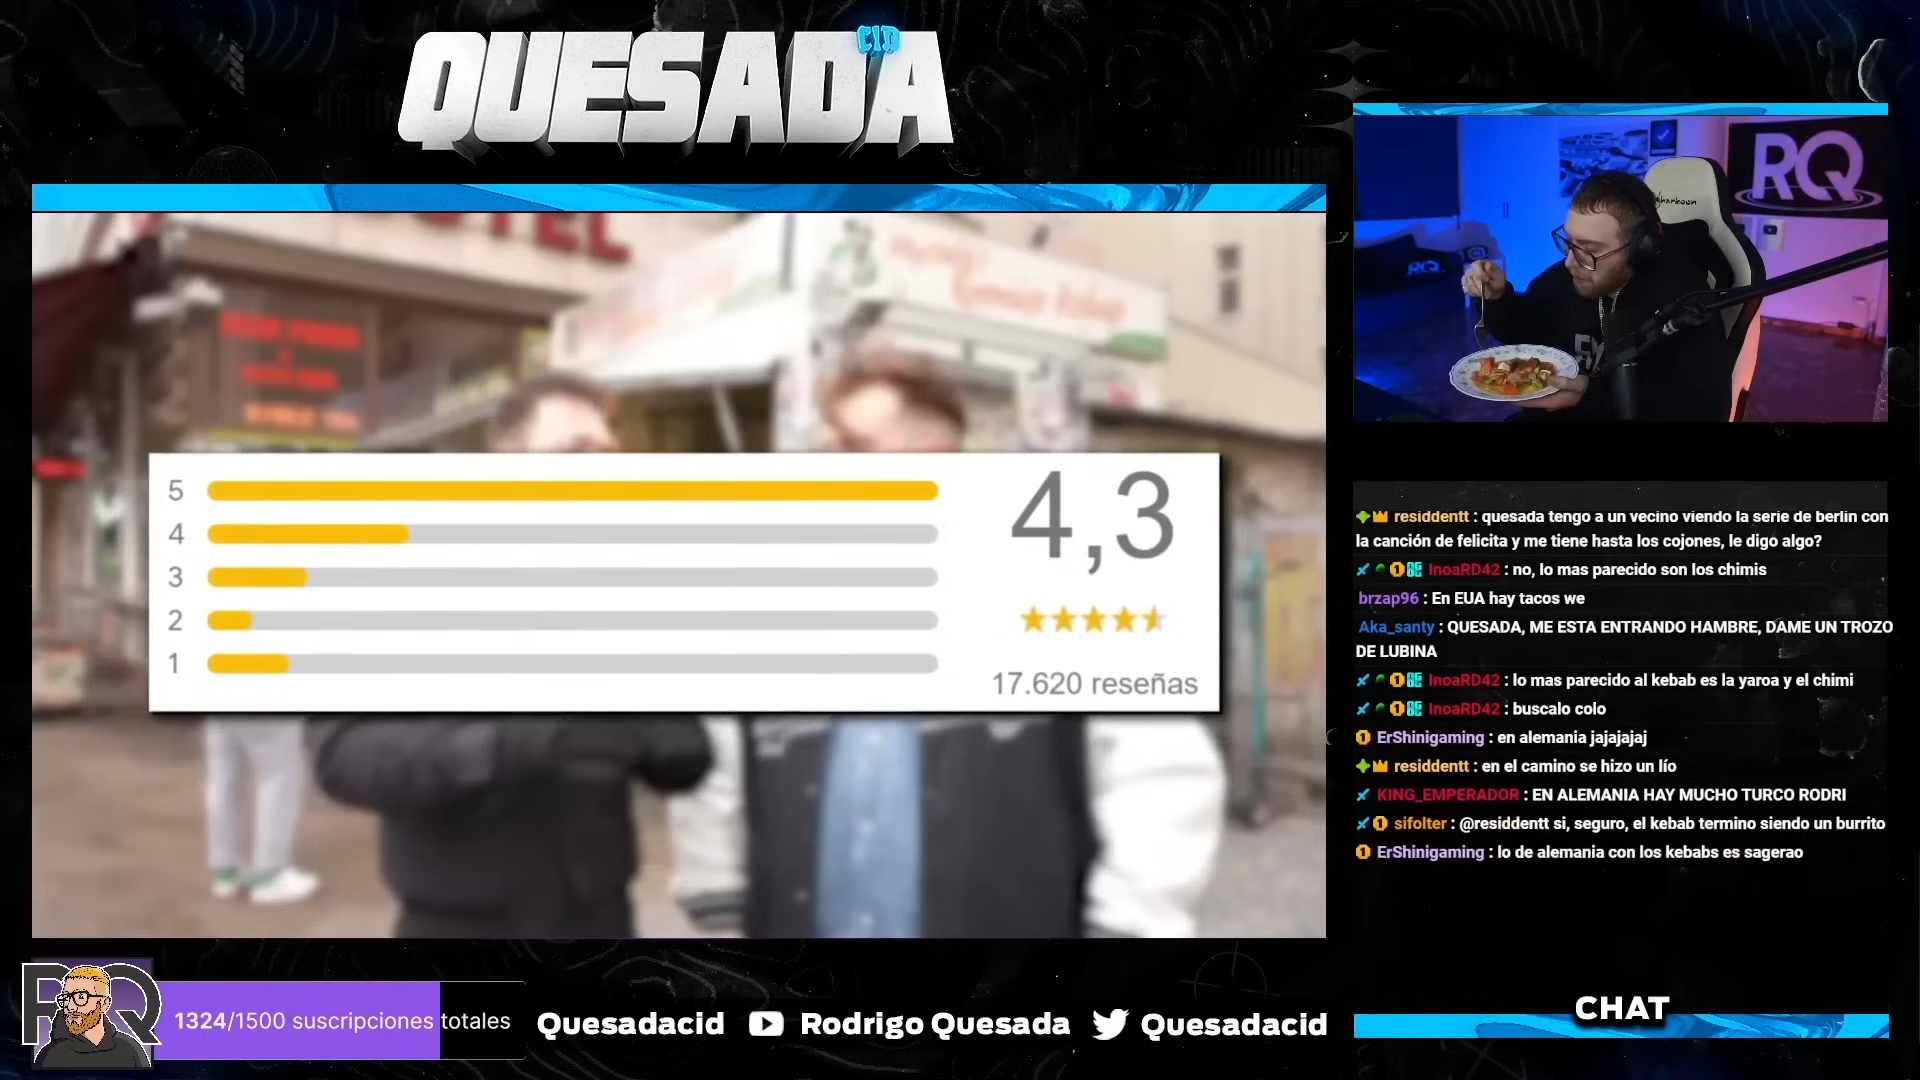 QUESADA
CID
RQ
RQ
5
4
3
2
1
4,3
17.620 reseñas
residdentt : quesada tengo a un vecino viendo la serie de berlin con
la canción de felicita y me tiene hasta los cojones, le digo algo?
InoaRD42 : no, lo mas parecido son los chimis
brzap96 : En EUA hay tacos we
Aka_santy : QUESADA, ME ESTA ENTRANDO HAMBRE, DAME UN TROZO
DE LUBINA
InoaRD42 : lo mas parecido al kebab es la yaroa y el chimi
InoaRD42 : buscalo colo
ErShinigaming : en alemania jajajajaj
residdentt : en el camino se hizo un lío
KING_EMPERADOR : EN ALEMANIA HAY MUCHO TURCO RODRI
sifolter : @residdentt si, seguro, el kebab termino siendo un burrito
ErShinigaming : lo de alemania con los kebabs es sagerao
CHAT
RQ
1324/1500 suscripciones totales
Quesadacid
Rodrigo Quesada
Quesadacid